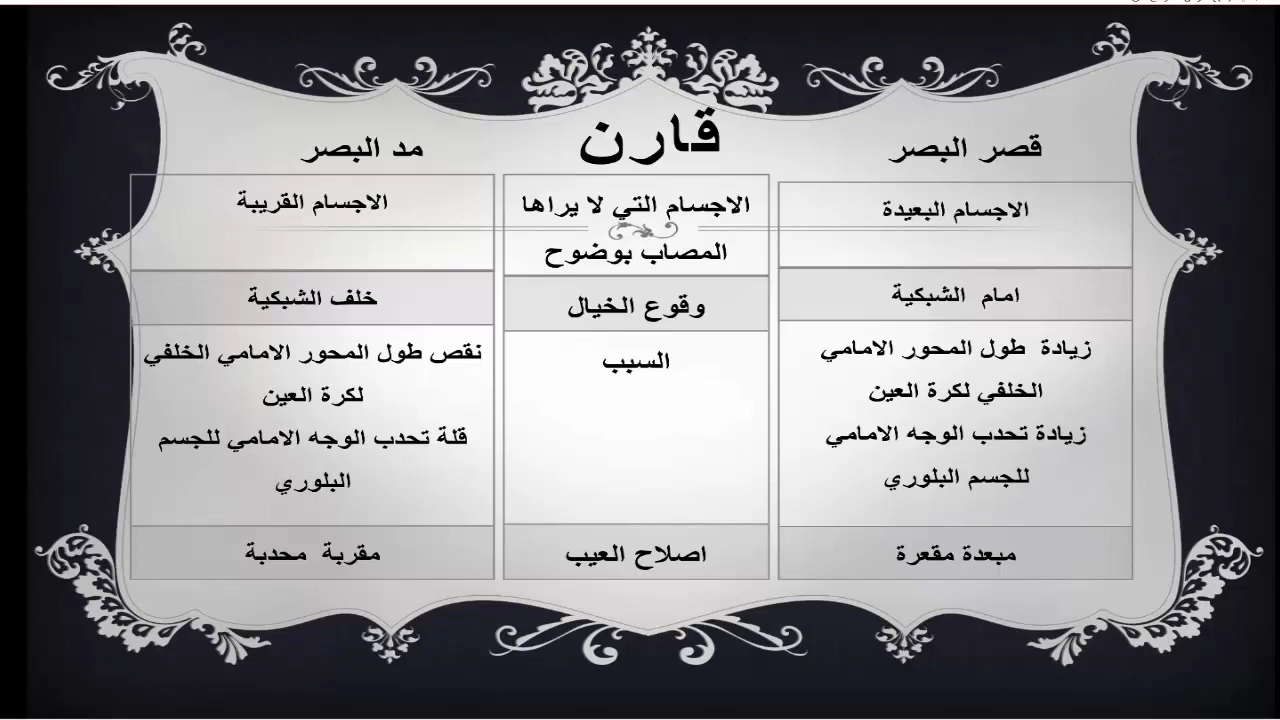 قارن
قصر البصر
مد البصر
الاجسام البعيدة
الاجسام التي لا يراها
المصاب بوضوح
الاجسام القريبة
امام الشبكية
وقوع الخيال
خلف الشبكية
زيادة طول المحور الامامي
الخلفي لكرة العين
زيادة تحدب الوجه الامامي
للجسم البلوري
السبب
نقص طول المحور الامامي الخلفي
لكرة العين
قلة تحدب الوجه الامامي للجسم
البلوري
مبعدة مقعرة
اصلاح العيب
مقربة محدبة